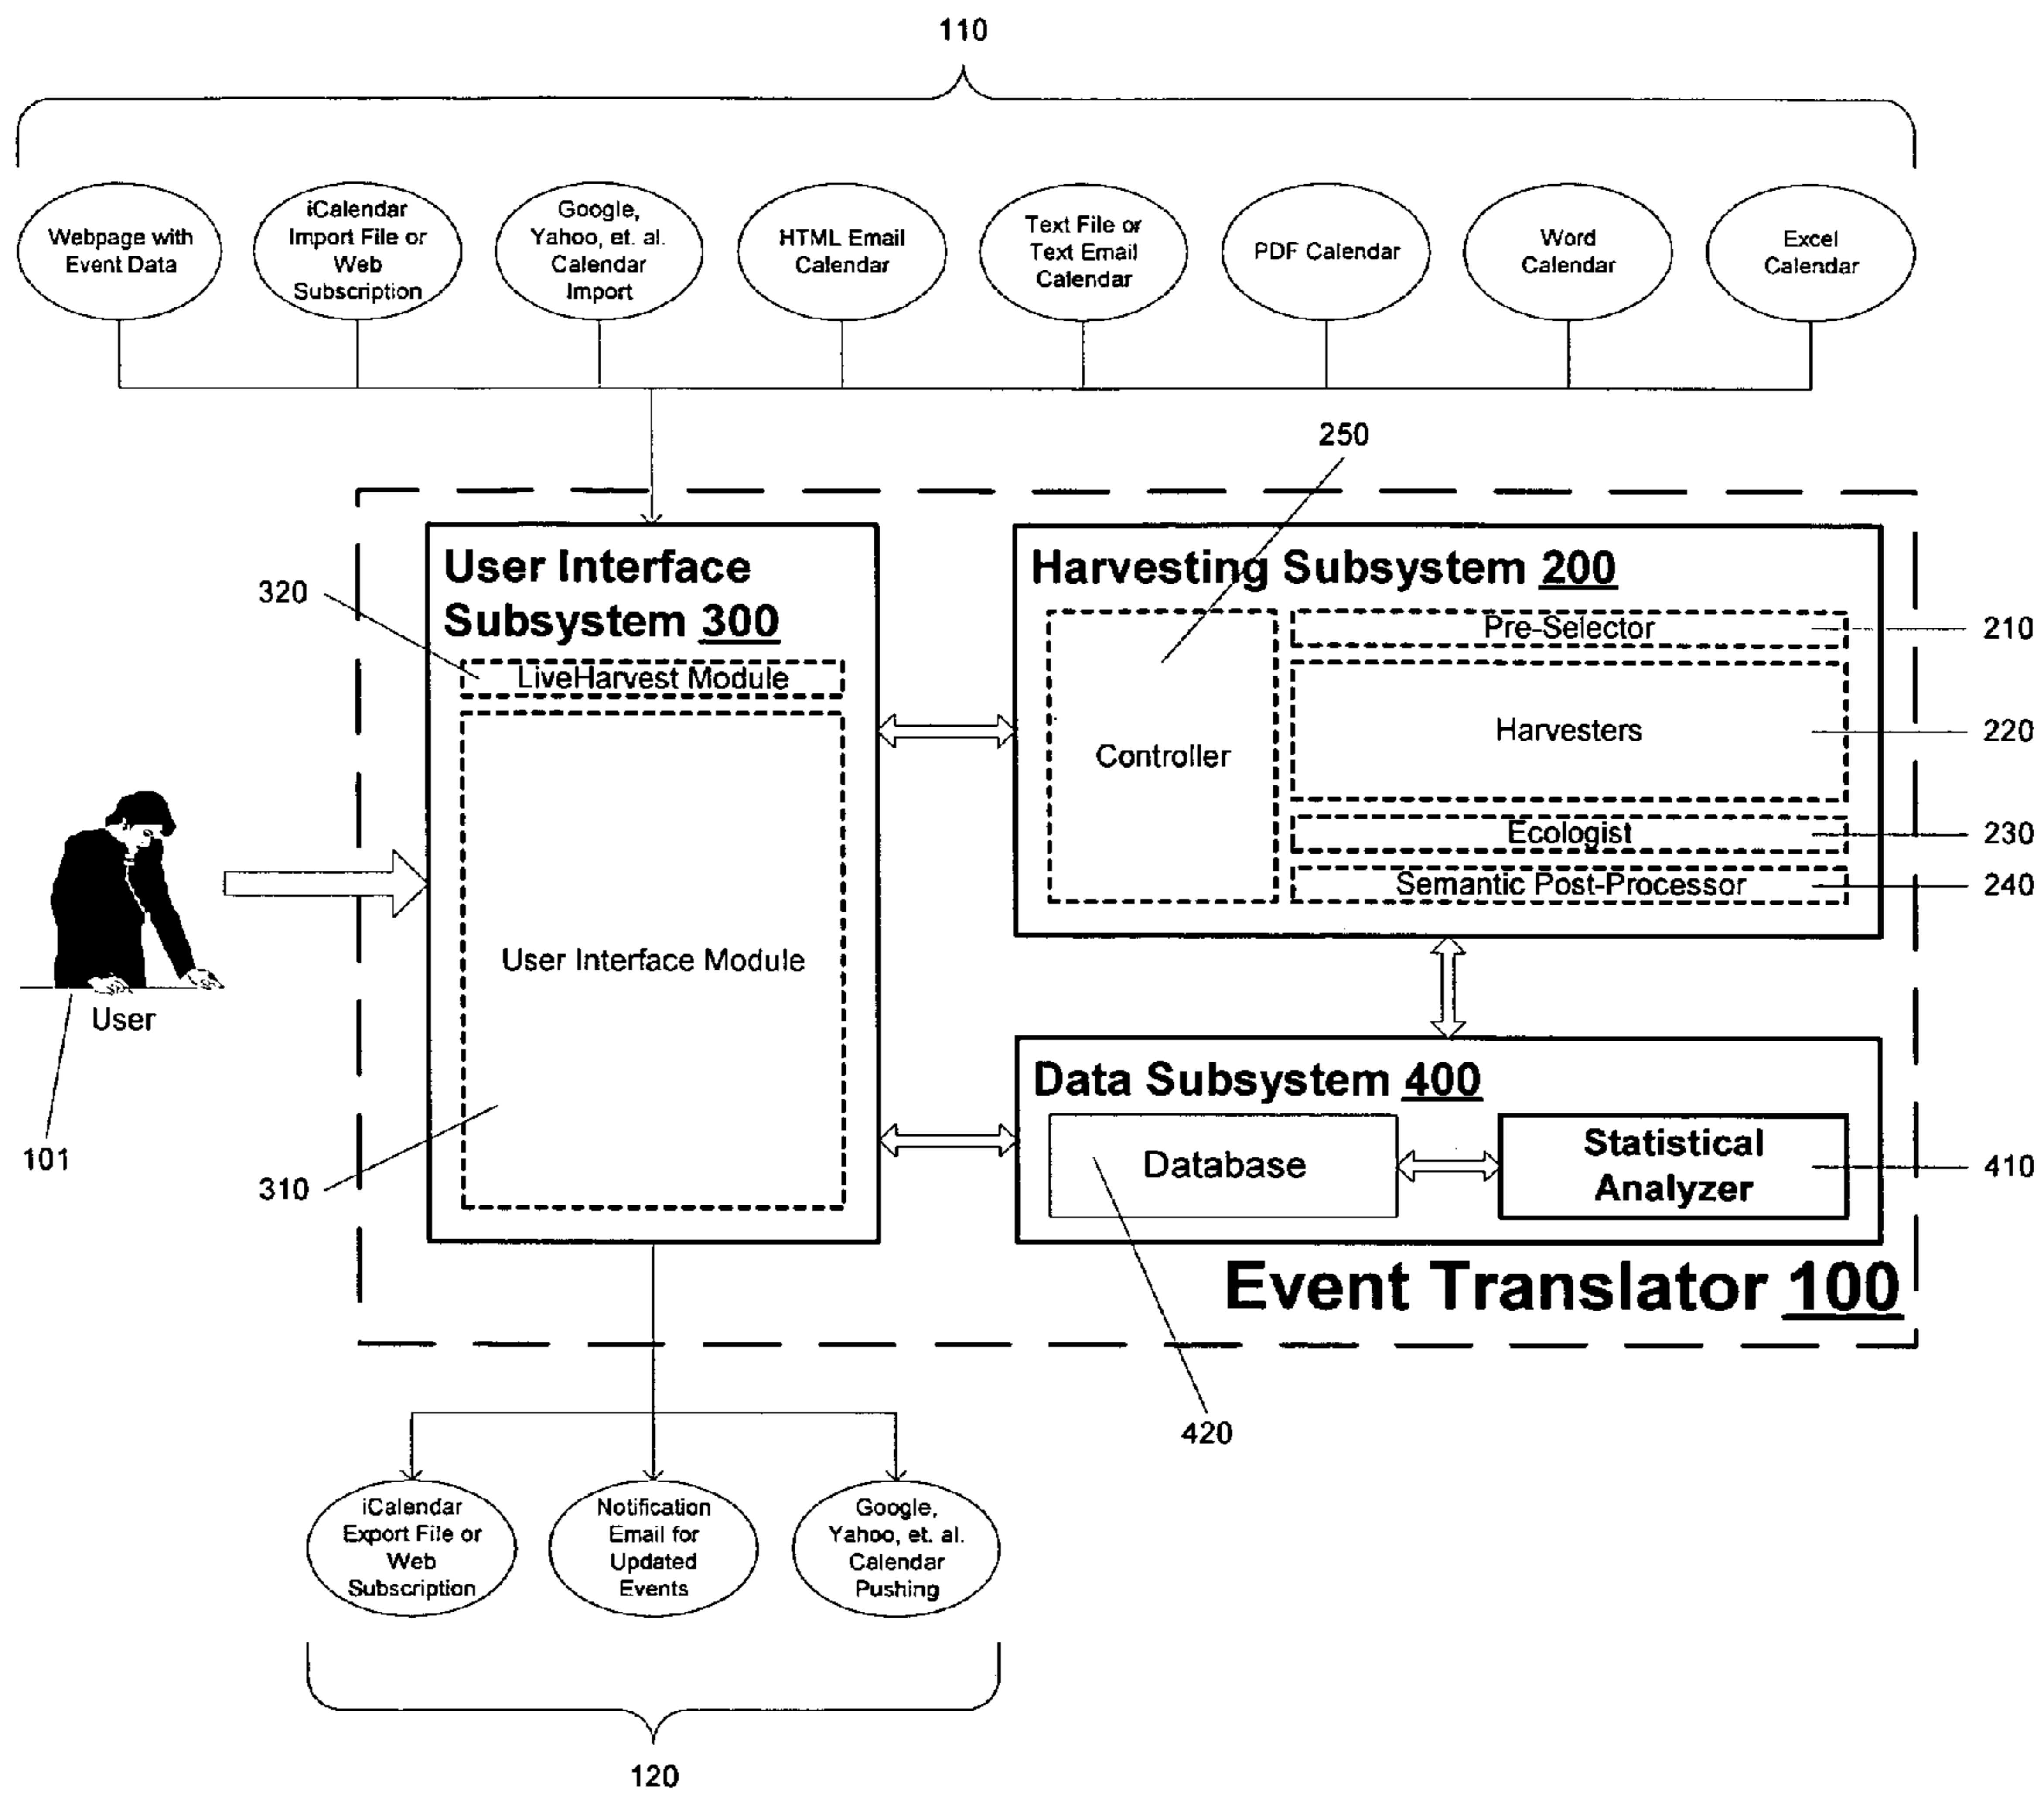 110
Webpage with
Event Data
iCalendar
Import File or
Web
Subscription
Google,
Yahoo, et. al.
Calendar
Import
HTML Email
Calendar
Text File or
Text Email
Calendar
PDF Calendar
Word
Calendar
Excel
Calendar
250
User Interface
Subsystem 300
320
LiveHarvest Module
User Interface Module
310
Harvesting Subsystem 200
Controller
Pre-Selector
210
Harvesters
220
Ecologist
230
Semantic Post-Processor
240
User
101
Data Subsystem 400
Database
Statistical
Analyzer
410
Event Translator 100
420
iCalendar
Export File or
Web
Subscription
Notification
Email for
Updated
Events
Google,
Yahoo, et. al.
Calendar
Pushing
120